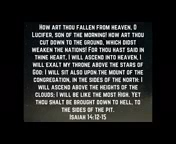 How art thou fallen from heaven, O
Lucifer, son of the morning! how art thou
cut down to the ground, which didst
weaken the nations! For thou hast said in
thine heart, I will ascend into heaven, I
will exalt my throne above the stars of
God: I will sit also upon the mount of the
congregation, in the sides of the north: I
will ascend above the heights of the
clouds; I will be like the most High. Yet
thou shalt be brought down to hell, to
the sides of the pit.
Isaiah 14:12-15